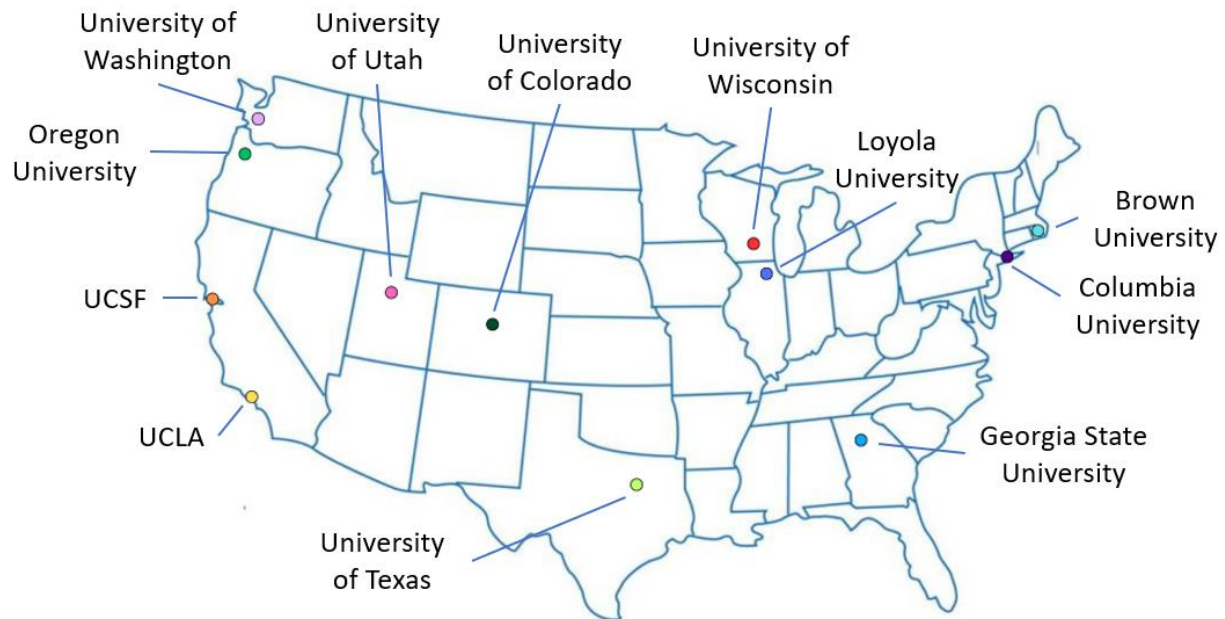 University of
Washington
University
of Utah
University
of Colorado
University of
Wisconsin
Oregon
University
Loyola
University
Brown
University
UCSF
Columbia
University
UCLA
Georgia State
University
University
of Texas